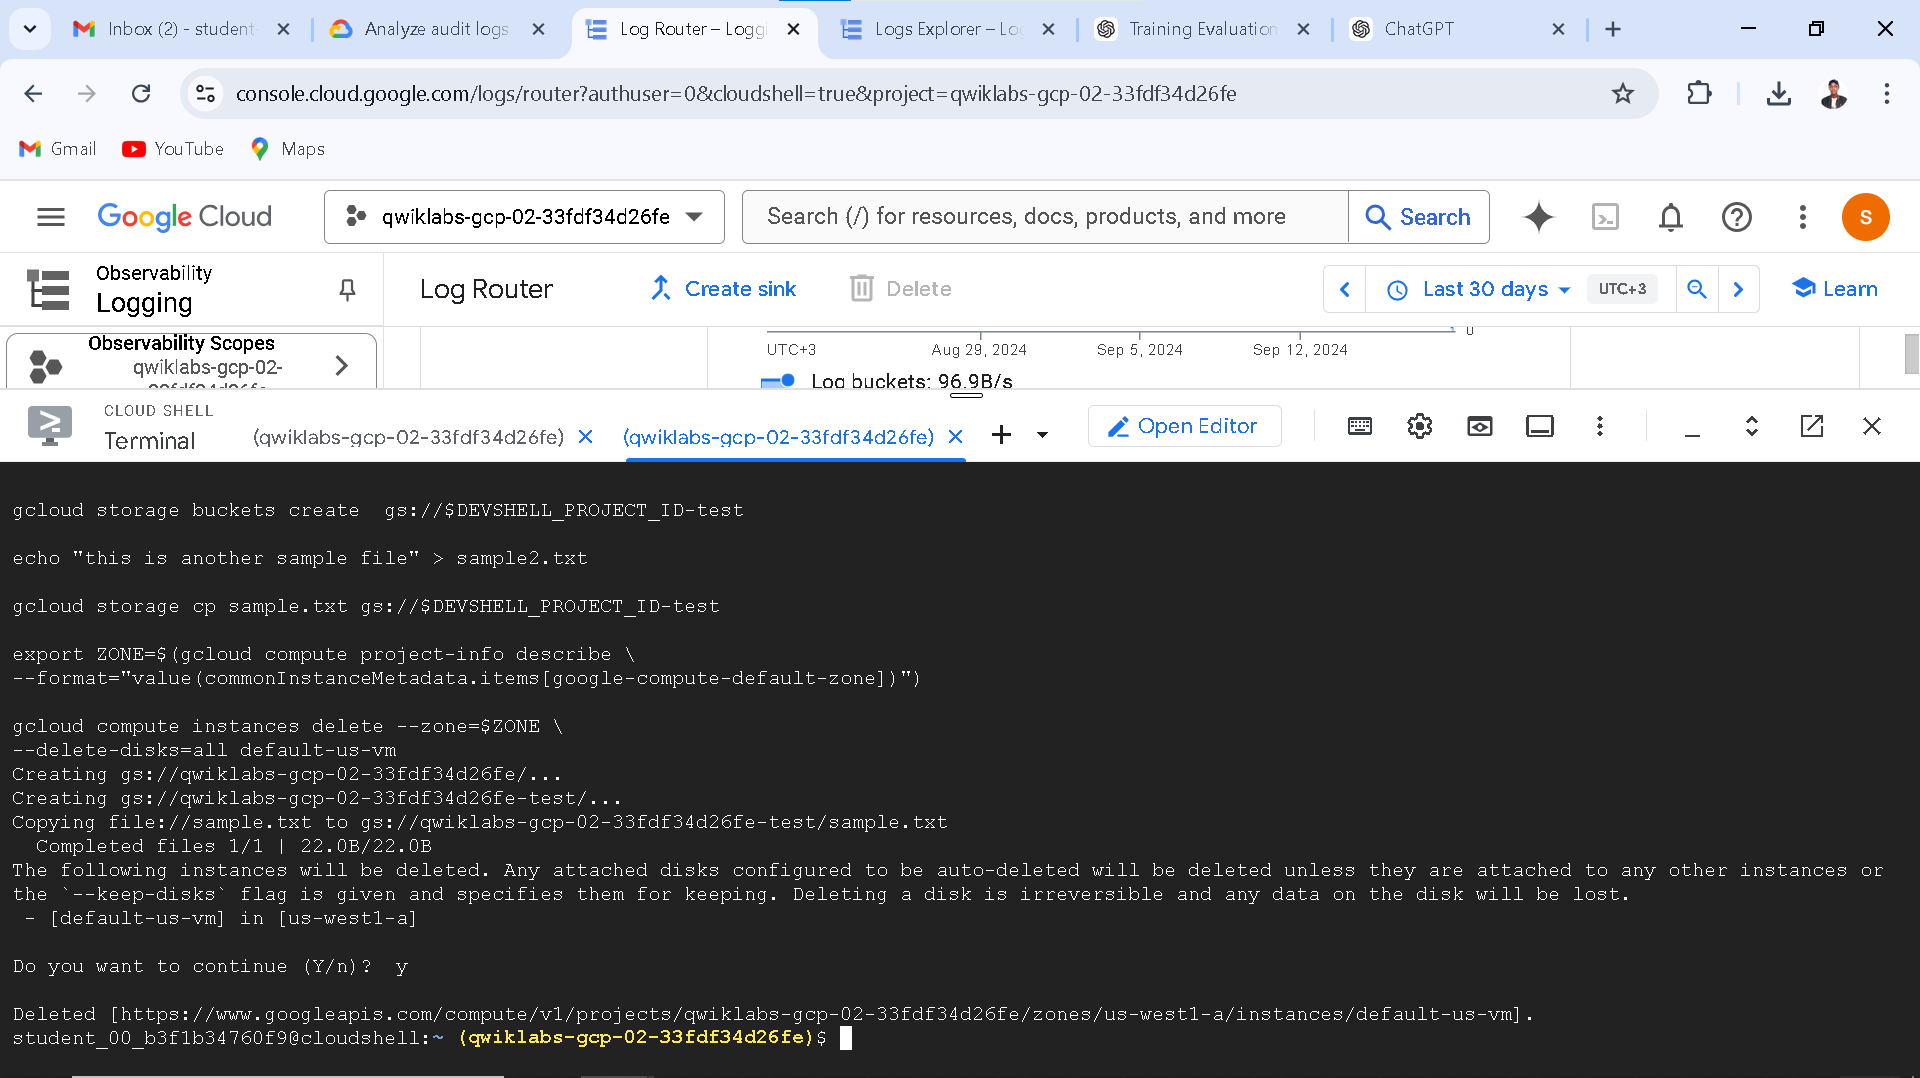 Inbox (2) - student
Analyze audit logs
Log Router – Loggi
Logs Explorer – Lo
Training Evaluation
ChatGPT
console.cloud.google.com/logs/router?authuser=0&cloudshell=true&project=qwiklabs-gcp-02-33fdf34d26fe
Gmail
YouTube
Maps
Google Cloud
qwiklabs-gcp-02-33fdf34d26fe
Search (/) for resources, docs, products, and more
Search
S
Observability
Logging
Log Router
Create sink
Delete
Last 30 days
UTC+3
Learn
Observability Scopes
qwiklabs-gcp-02-
33fdf34d26fe
0
UTC+3
Aug 29, 2024
Sep 5, 2024
Sep 12, 2024
Log buckets: 96.9B/s
CLOUD SHELL
Terminal
(qwiklabs-gcp-02-33fdf34d26fe)
(qwiklabs-gcp-02-33fdf34d26fe)
Open Editor
gcloud storage buckets create  gs://$DEVSHELL_PROJECT_ID-test
echo "this is another sample file" > sample2.txt
gcloud storage cp sample.txt gs://$DEVSHELL_PROJECT_ID-test
export ZONE=$(gcloud compute project-info describe \
--format="value(commonInstanceMetadata.items[google-compute-default-zone])")
gcloud compute instances delete --zone=$ZONE \
--delete-disks=all default-us-vm
Creating gs://qwiklabs-gcp-02-33fdf34d26fe/...
Creating gs://qwiklabs-gcp-02-33fdf34d26fe-test/...
Copying file://sample.txt to gs://qwiklabs-gcp-02-33fdf34d26fe-test/sample.txt
Completed files 1/1 | 22.0B/22.0B
The following instances will be deleted. Any attached disks configured to be auto-deleted will be deleted unless they are attached to any other instances or
the `--keep-disks` flag is given and specifies them for keeping. Deleting a disk is irreversible and any data on the disk will be lost.
- [default-us-vm] in [us-west1-a]
Do you want to continue (Y/n)?  y
Deleted [https://www.googleapis.com/compute/v1/projects/qwiklabs-gcp-02-33fdf34d26fe/zones/us-west1-a/instances/default-us-vm].
student_00_b3f1b34760f9@cloudshell:~ (qwiklabs-gcp-02-33fdf34d26fe)$